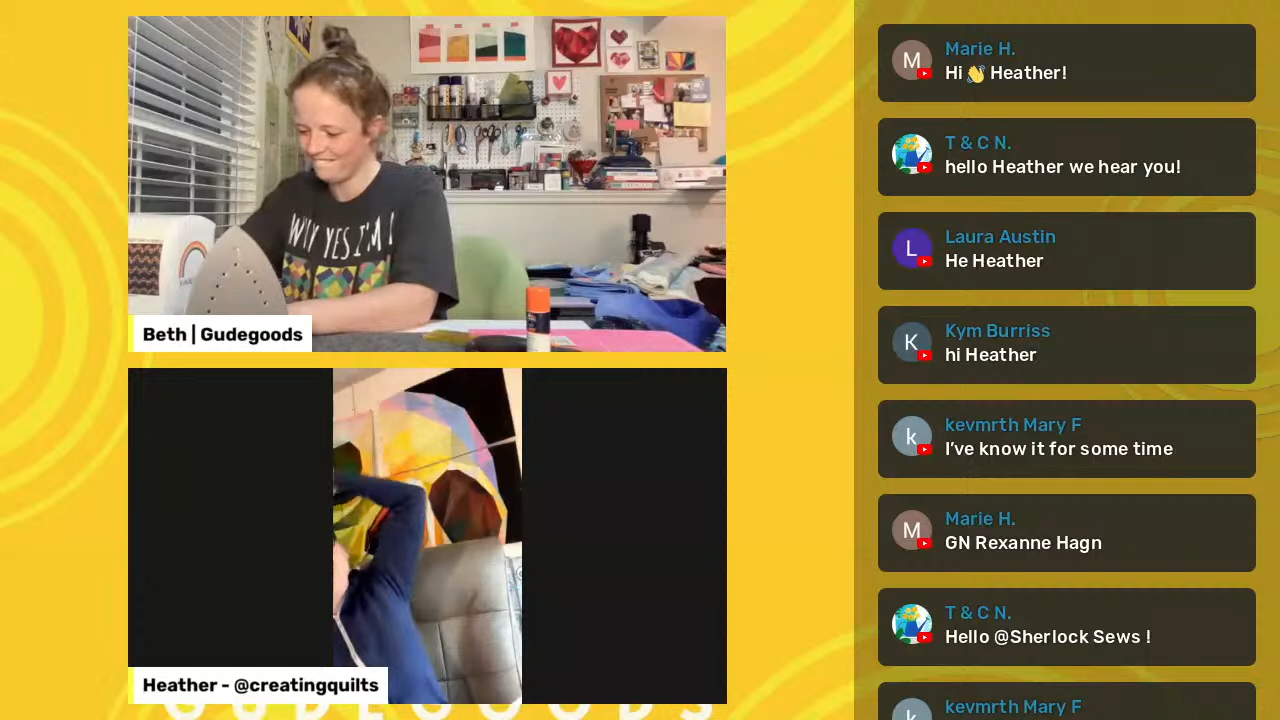 WHY YES I'M
Beth | Gudegoods
Heather - @creatingquilts
GUDEGOODS
Marie H.
Hi 👋 Heather!
T & C N.
hello Heather we hear you!
Laura Austin
He Heather
Kym Burriss
hi Heather
kevmrth Mary F
I've know it for some time
Marie H.
GN Rexanne Hagn
T & C N.
Hello @Sherlock Sews !
kevmrth Mary F